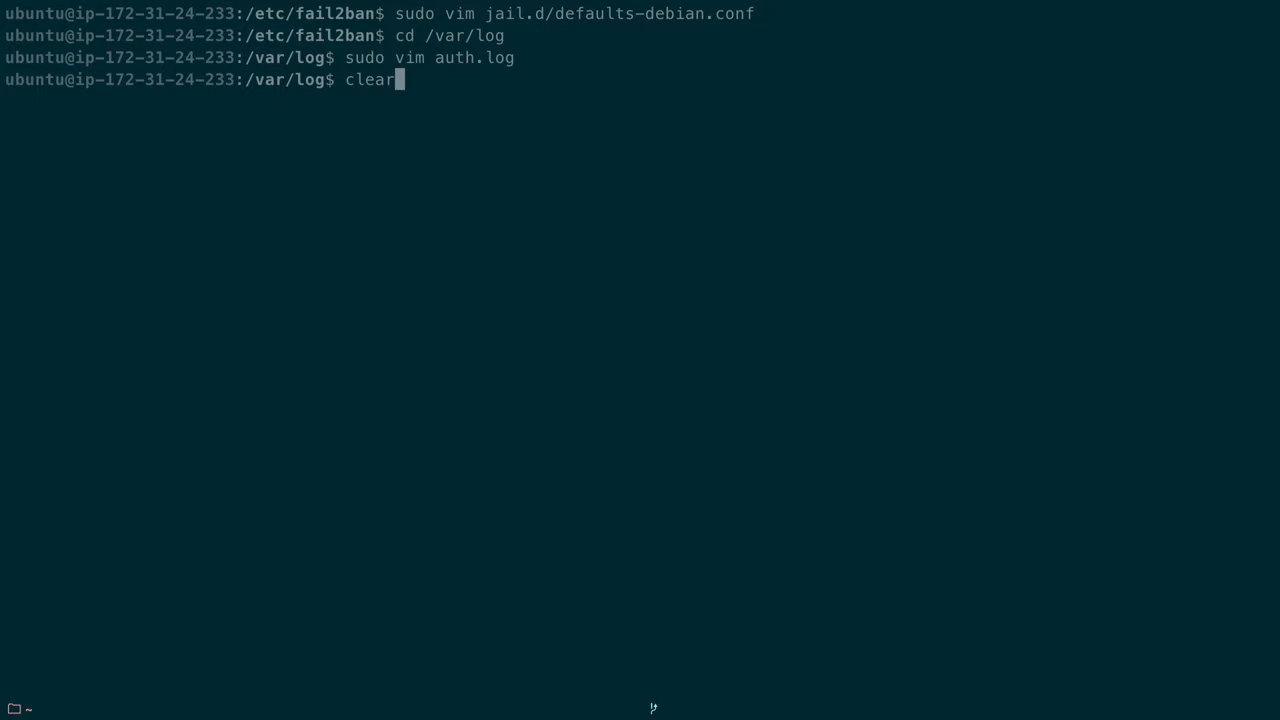 ubuntu@ip-172-31-24-233:/etc/fail2ban$ sudo vim jail.d/defaults-debian.conf
ubuntu@ip-172-31-24-233:/etc/fail2ban$ cd /var/log
ubuntu@ip-172-31-24-233:/var/log$ sudo vim auth.log
ubuntu@ip-172-31-24-233:/var/log$ clear
~